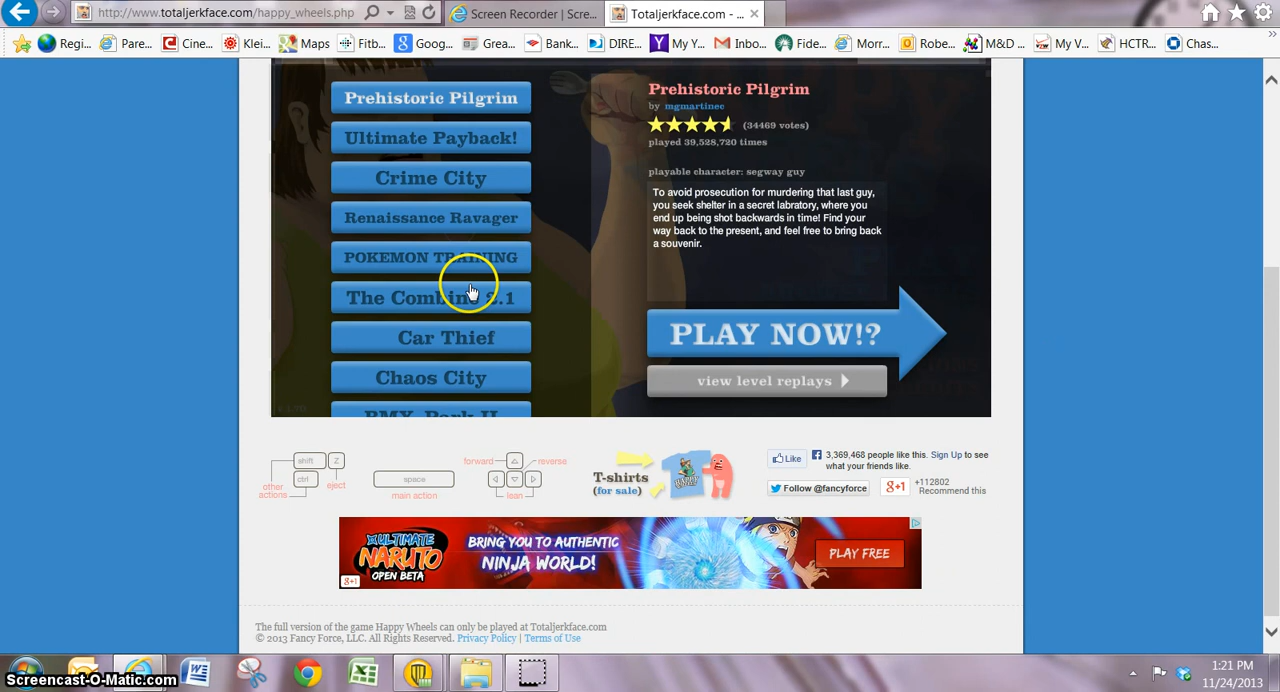 http://www.totaljerkface.com/happy_wheels.php
Screen Recorder | Scre...
Totaljerkface.com - ...
Regi...
Pare...
Cine...
Klei...
Maps
Fitb...
Goog...
Grea...
Bank...
DIRE...
My Y...
Inbo...
Fide...
Morr...
Robe...
M&D ...
My V...
HCTR...
Chas...
Prehistoric Pilgrim
Ultimate Payback!
Crime City
Renaissance Ravager
POKEMON TRAINING
The Combine 2.1
Car Thief
Chaos City
BMX Park II
Prehistoric Pilgrim
by mgmartinec
(34469 votes)
played 39,528,720 times
playable character: segway guy
To avoid prosecution for murdering that last guy,
you seek shelter in a secret labratory, where you
end up being shot backwards in time! Find your
way back to the present, and feel free to bring back
a souvenir.
PLAY NOW!?
view level replays
shift
Z
ctrl
eject
other
actions
space
main action
forward
reverse
lean
T-shirts
(for sale)
Like
3,369,468 people like this. Sign Up to see
what your friends like.
Follow @fancyforce
g+1
+112802
Recommend this
ULTIMATE
NARUTO
OPEN BETA
BRING YOU TO AUTHENTIC
NINJA WORLD!
PLAY FREE
g+1
The full version of the game Happy Wheels can only be played at Totaljerkface.com
© 2013 Fancy Force, LLC. All Rights Reserved. Privacy Policy | Terms of Use
Screencast-O-Matic.com
1:21 PM
11/24/2013